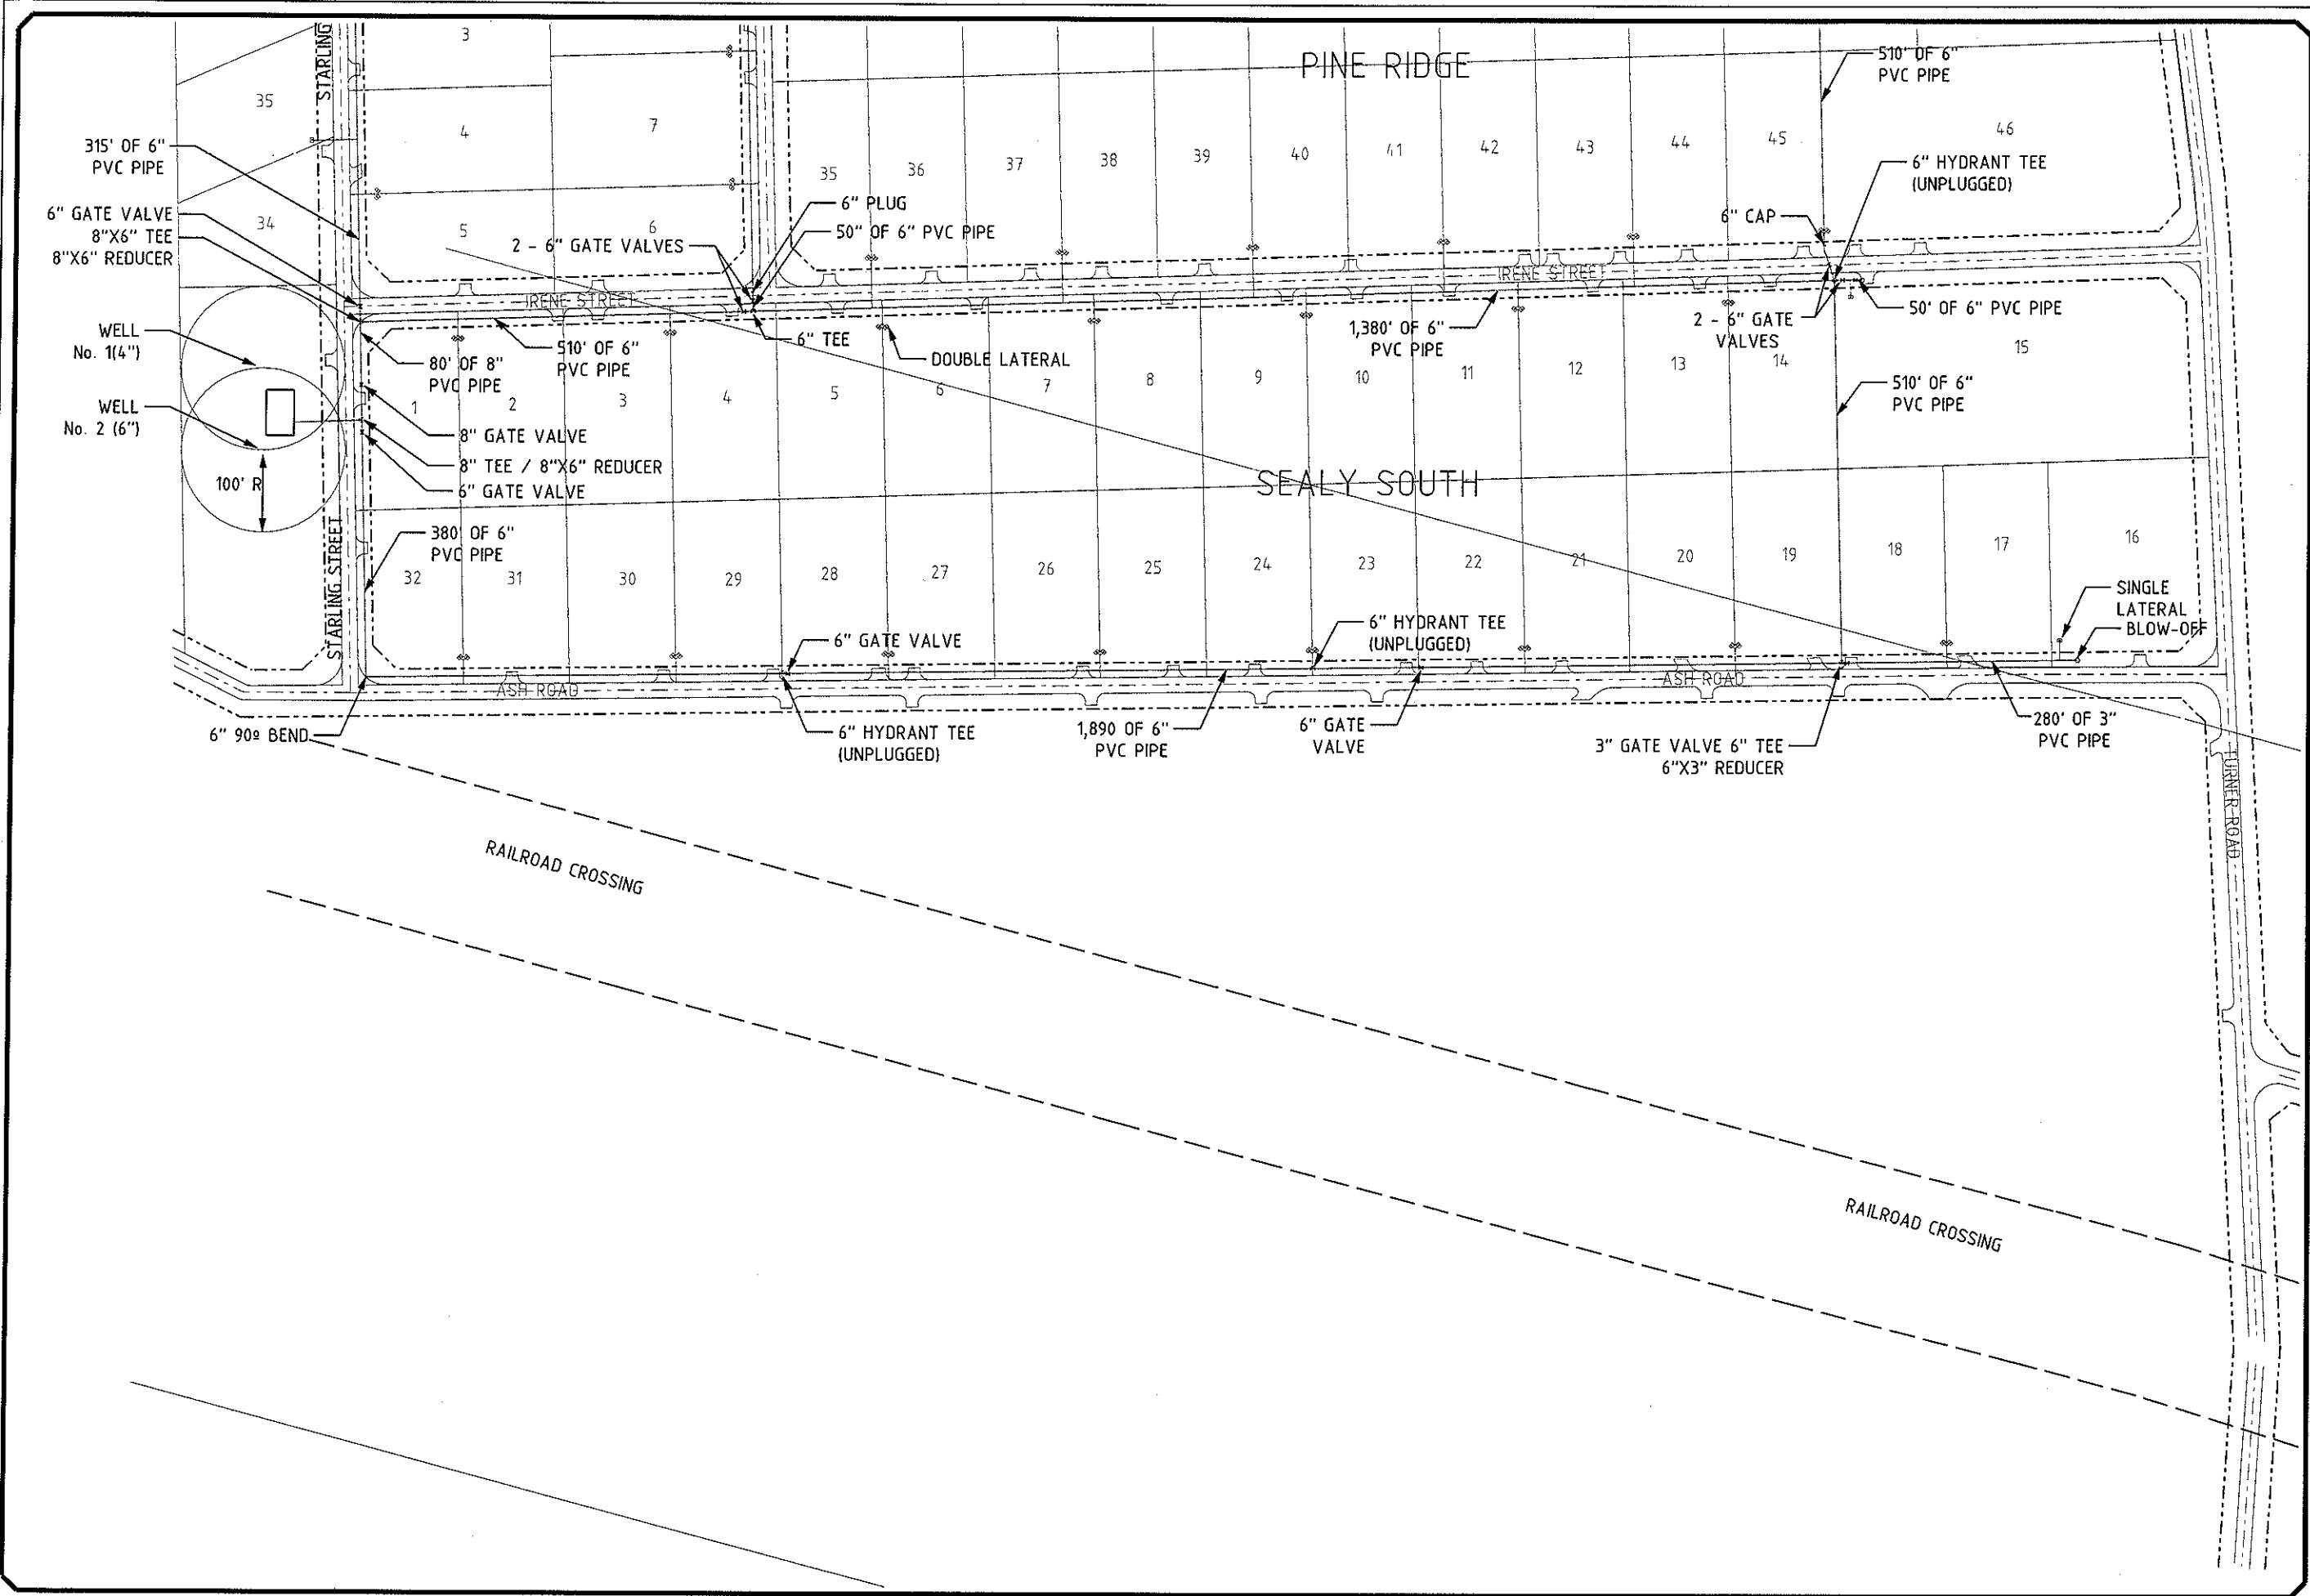 STARLING
3
PINE RIDGE
510' OF 6"
PVC PIPE
35
4
7
315' OF 6"
PVC PIPE
35
36
37
38
39
40
41
42
43
44
45
46
6" HYDRANT TEE
(UNPLUGGED)
6" GATE VALVE
8"X6" TEE
8"X6" REDUCER
34
5
6
2 - 6" GATE VALVES
6" PLUG
50" OF 6" PVC PIPE
6" CAP
IRENE STREET
IRENE STREET
WELL
No. 1(4")
80' OF 8"
PVC PIPE
510' OF 6"
PVC PIPE
6" TEE
DOUBLE LATERAL
1,380' OF 6"
PVC PIPE
2 - 6" GATE
VALVES
50' OF 6" PVC PIPE
WELL
No. 2 (6")
1
2
3
4
5
6
7
8
9
10
11
12
13
14
15
510' OF 6"
PVC PIPE
8" GATE VALVE
8" TEE / 8"X6" REDUCER
6" GATE VALVE
100' R
SEALY SOUTH
STARLING STREET
380' OF 6"
PVC PIPE
32
31
30
29
28
27
26
25
24
23
22
21
20
19
18
17
16
SINGLE
LATERAL
BLOW-OFF
6" GATE VALVE
6" HYDRANT TEE
(UNPLUGGED)
ASH ROAD
ASH ROAD
6" 90º BEND
6" HYDRANT TEE
(UNPLUGGED)
1,890 OF 6"
PVC PIPE
6" GATE
VALVE
3" GATE VALVE 6" TEE
6"X3" REDUCER
280' OF 3"
PVC PIPE
TURNER ROAD
RAILROAD CROSSING
RAILROAD CROSSING